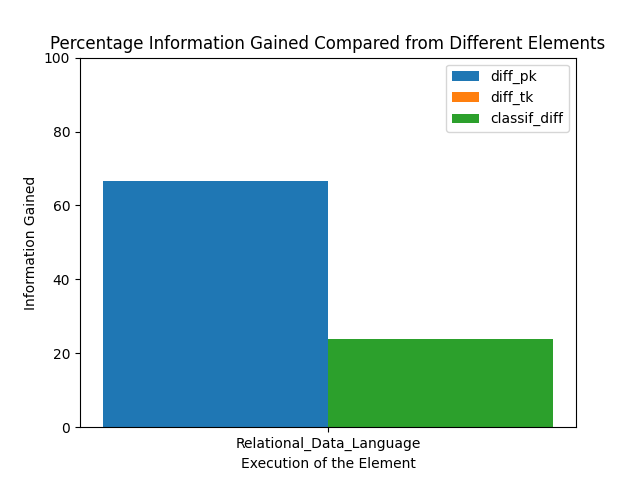 Percentage Information Gained Compared from Different Elements
100
80
60
40
20
0
Information Gained
diff_pk
diff_tk
classif_diff
Relational_Data_Language
Execution of the Element